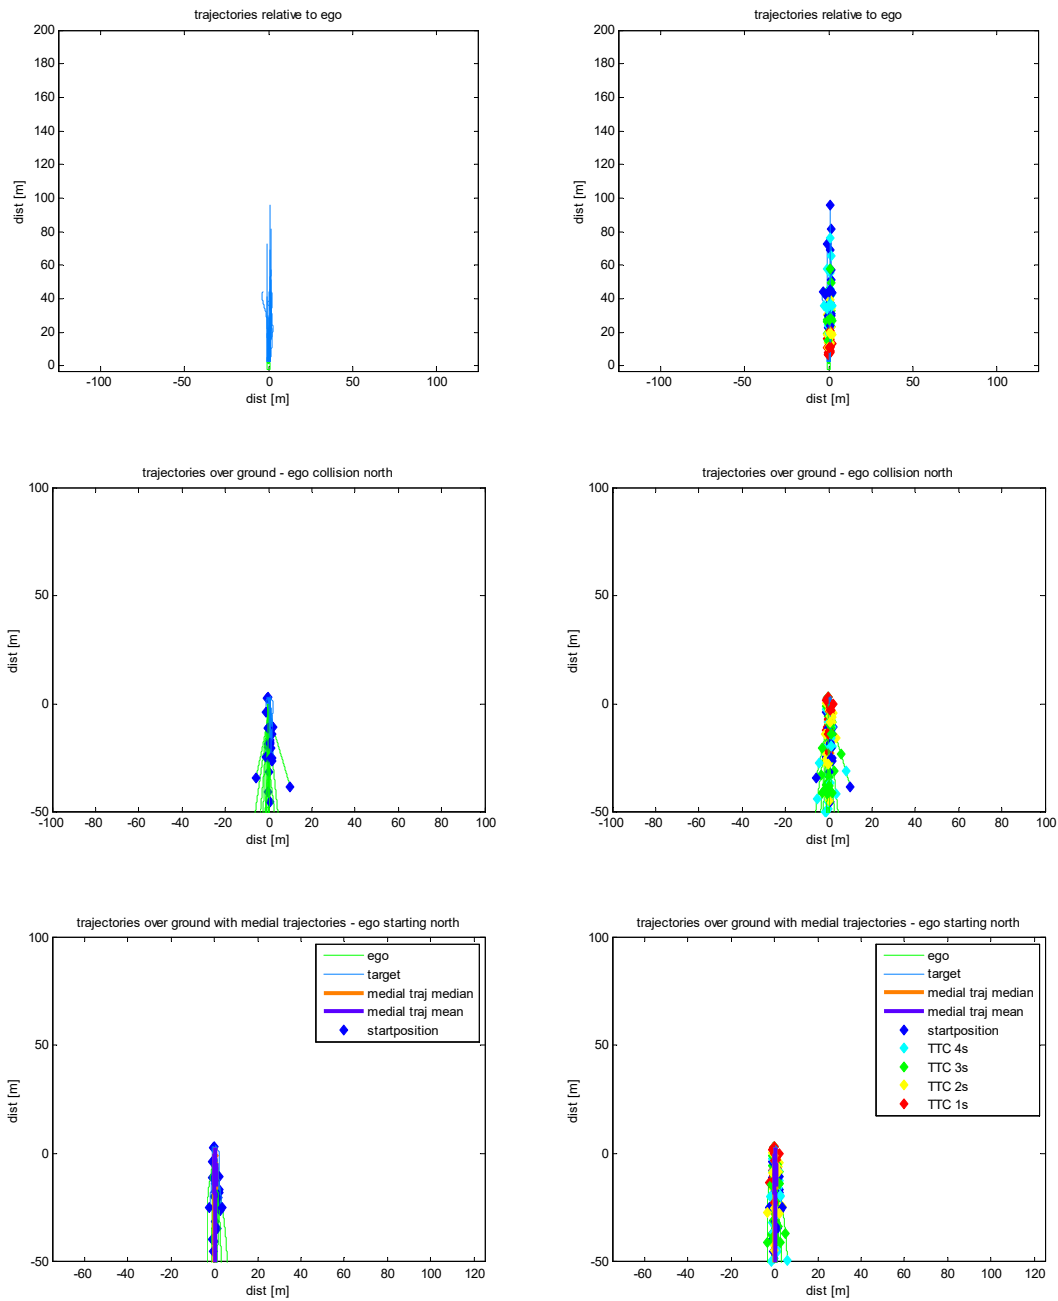 trajectories relative to ego
trajectories relative to ego
200
180
160
140
120
100
80
60
40
20
0
dist [m]
-100
-50
0
50
100
dist [m]
200
180
160
140
120
100
80
60
40
20
0
dist [m]
-100
-50
0
50
100
dist [m]
trajectories over ground - ego collision north
trajectories over ground - ego collision north
100
50
0
-50
dist [m]
-100
-80
-60
-40
-20
0
20
40
60
80
100
dist [m]
100
50
0
-50
dist [m]
-100
-80
-60
-40
-20
0
20
40
60
80
100
dist [m]
trajectories over ground with medial trajectories - ego starting north
trajectories over ground with medial trajectories - ego starting north
100
50
0
-50
dist [m]
ego
target
medial traj median
medial traj mean
startposition
-60
-40
-20
0
20
40
60
80
100
120
dist [m]
100
50
0
-50
dist [m]
ego
target
medial traj median
medial traj mean
startposition
TTC 4s
TTC 3s
TTC 2s
TTC 1s
-60
-40
-20
0
20
40
60
80
100
120
dist [m]